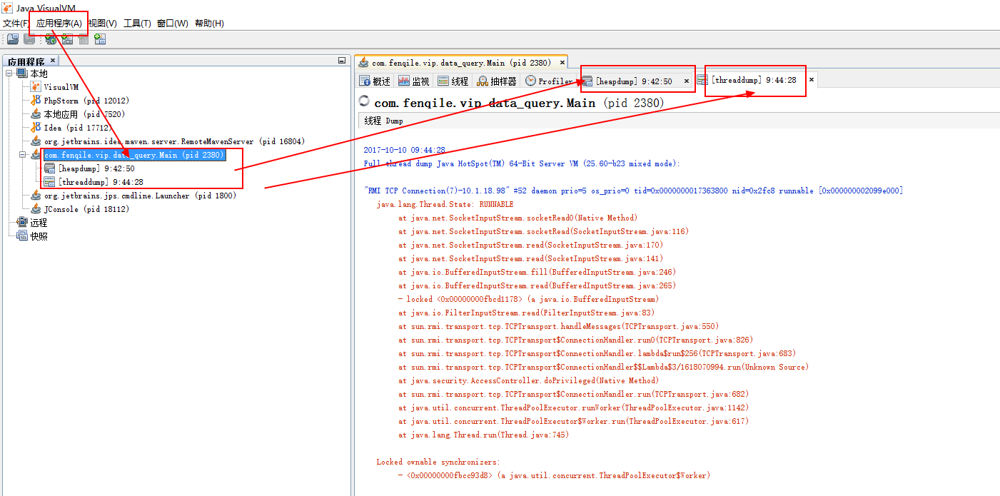 Java VisualVM
文件(F) 应用程序(A) 视图(V) 工具(T) 窗口(W) 帮助(H)
应用程序 ×
本地
VisualVM
PhpStorm (pid 12012)
本地应用 (pid 7520)
Idea (pid 17712)
org.jetbrains.idea.maven.server.RemoteMavenServer (pid 16804)
com.fenqile.vip.data_query.Main (pid 2380)
[heapdump] 9:42:50
[threaddump] 9:44:28
org.jetbrains.jps.cmdline.Launcher (pid 1800)
JConsole (pid 18112)
远程
快照
com.fenqile.vip.data_query.Main (pid 2380) ×
概述 监视 线程 抽样器 Profiler [heapdump] 9:42:50 × [threaddump] 9:44:28 ×
com.fenqile.vip.data_query.Main (pid 2380)
线程 Dump
2017-10-10 09:44:28
Full thread dump Java HotSpot(TM) 64-Bit Server VM (25.60-b23 mixed mode):
"RMI TCP Connection(7)-10.1.18.98" #52 daemon prio=5 os_prio=0 tid=0x0000000017363800 nid=0x2fc8 runnable [0x000000002099e000]
java.lang.Thread.State: RUNNABLE
at java.net.SocketInputStream.socketRead0(Native Method)
at java.net.SocketInputStream.socketRead(SocketInputStream.java:116)
at java.net.SocketInputStream.read(SocketInputStream.java:170)
at java.net.SocketInputStream.read(SocketInputStream.java:141)
at java.io.BufferedInputStream.fill(BufferedInputStream.java:246)
at java.io.BufferedInputStream.read(BufferedInputStream.java:265)
- locked <0x00000000fbcd1178> (a java.io.BufferedInputStream)
at java.io.FilterInputStream.read(FilterInputStream.java:83)
at sun.rmi.transport.tcp.TCPTransport.handleMessages(TCPTransport.java:550)
at sun.rmi.transport.tcp.TCPTransport$ConnectionHandler.run0(TCPTransport.java:826)
at sun.rmi.transport.tcp.TCPTransport$ConnectionHandler.lambda$run$256(TCPTransport.java:683)
at sun.rmi.transport.tcp.TCPTransport$ConnectionHandler$$Lambda$3/1618070994.run(Unknown Source)
at java.security.AccessController.doPrivileged(Native Method)
at sun.rmi.transport.tcp.TCPTransport$ConnectionHandler.run(TCPTransport.java:682)
at java.util.concurrent.ThreadPoolExecutor.runWorker(ThreadPoolExecutor.java:1142)
at java.util.concurrent.ThreadPoolExecutor$Worker.run(ThreadPoolExecutor.java:617)
at java.lang.Thread.run(Thread.java:745)
Locked ownable synchronizers:
- <0x00000000fbcc93d8> (a java.util.concurrent.ThreadPoolExecutor$Worker)